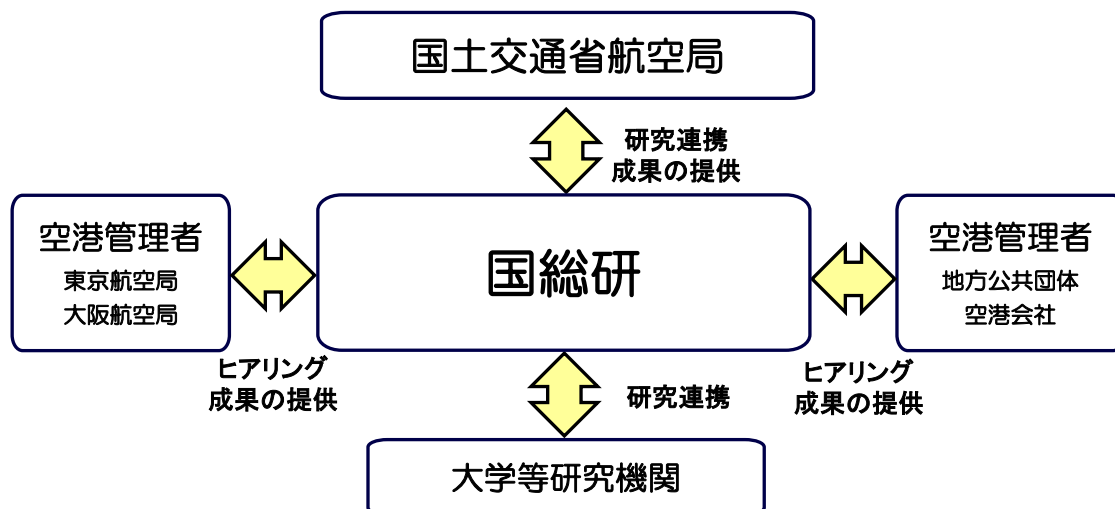 国土交通省航空局
研究連携
成果の提供
空港管理者
東京航空局
大阪航空局
国総研
空港管理者
地方公共団体
空港会社
ヒアリング
成果の提供
研究連携
ヒアリング
成果の提供
大学等研究機関